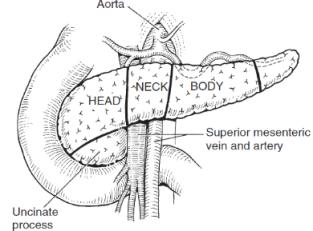 Aorta
HEAD
NECK
BODY
Superior mesenteric
vein and artery
Uncinate
process